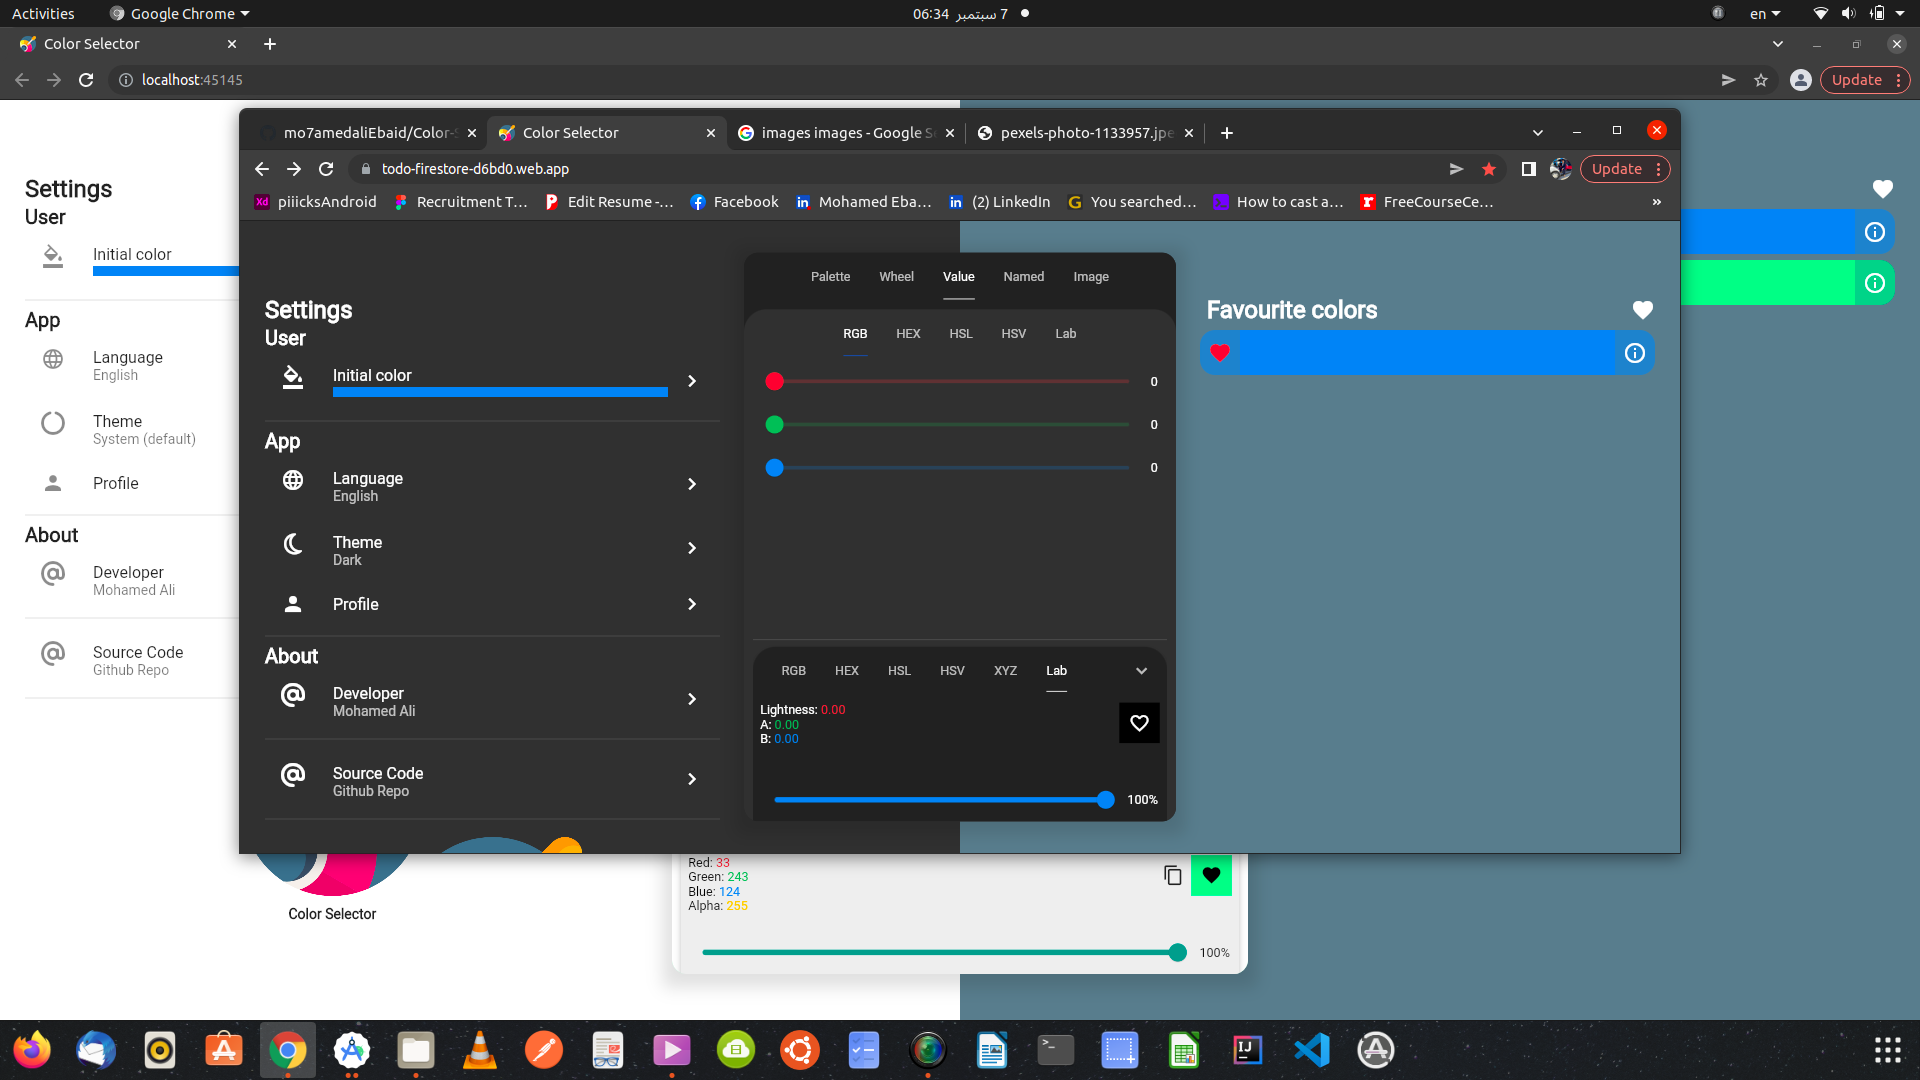 Activities
Google Chrome
7 سبتمبر 06:34
en
Color Selector
localhost:45145
Update
Settings
User
Initial color
App
Language
English
Theme
System (default)
Profile
About
Developer
Mohamed Ali
Source Code
Github Repo
Color Selector
mo7amedaliEbaid/Color-
Color Selector
images images - Google S
pexels-photo-1133957.jpe
todo-firestore-d6bd0.web.app
Update
piiicksAndroid
Recruitment T…
Edit Resume -…
Facebook
Mohamed Eba…
(2) LinkedIn
You searched…
How to cast a…
FreeCourseCe…
»
Settings
User
Initial color
App
Language
English
Theme
Dark
Profile
About
Developer
Mohamed Ali
Source Code
Github Repo
Palette Wheel Value Named Image
RGB HEX HSL HSV Lab
0
0
0
RGB HEX HSL HSV XYZ Lab
Lightness: 0.00
A: 0.00
B: 0.00
100%
Favourite colors
Red: 33
Green: 243
Blue: 124
Alpha: 255
100%